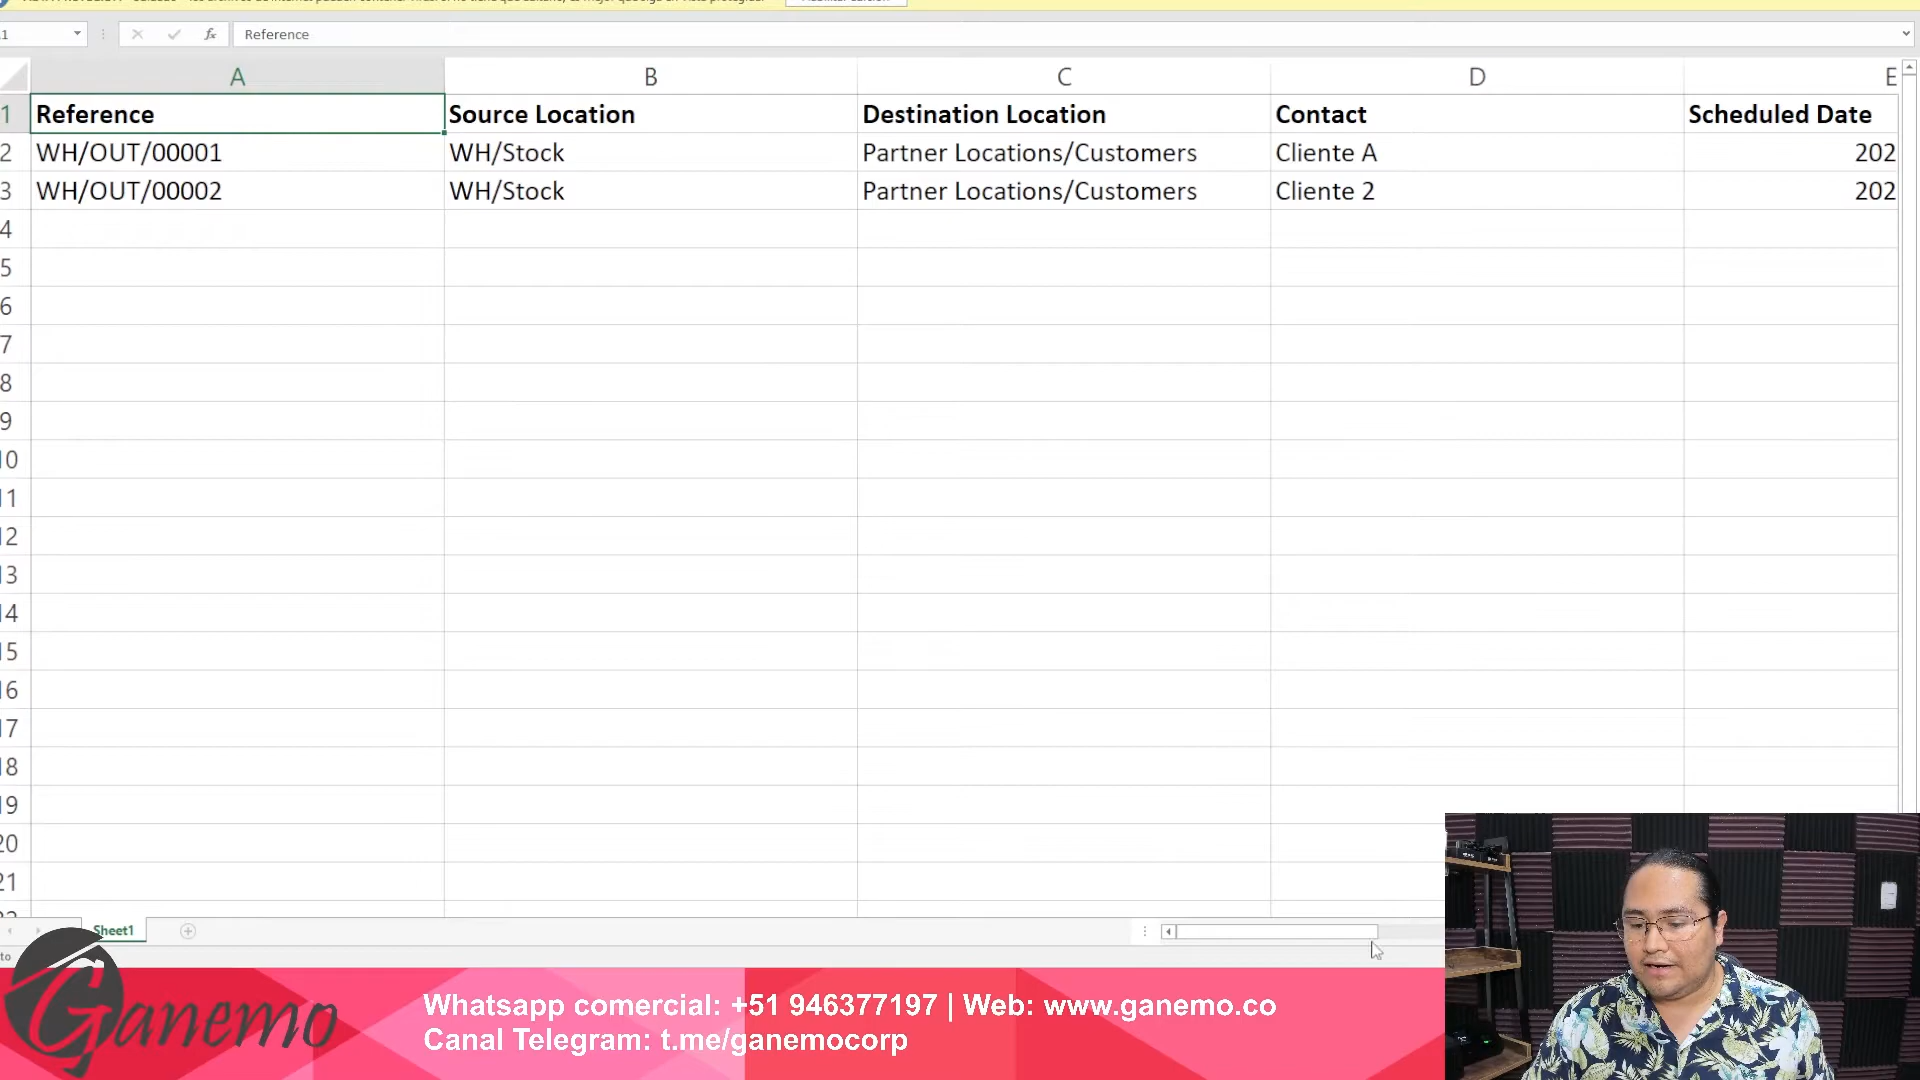 Reference
A B C D E
1 Reference Source Location Destination Location Contact Scheduled Date
2 WH/OUT/00001 WH/Stock Partner Locations/Customers Cliente A 202
3 WH/OUT/00002 WH/Stock Partner Locations/Customers Cliente 2 202
4
5
6
7
8
9
10
11
12
13
14
15
16
17
18
19
20
21
Sheet1
Ganemo
Whatsapp comercial: +51 946377197 | Web: www.ganemo.co
Canal Telegram: t.me/ganemocorp